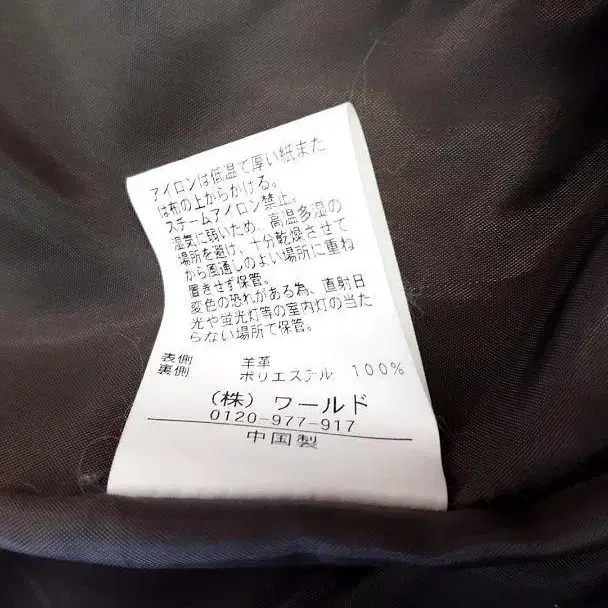 アイロンは低温で厚い紙また
は布の上からかける。
スチームアイロン禁止。
湿気に弱いため、高温多湿の
場所を避け、十分乾燥させて
から風通しのよい場所に重ね
置きせず保管。
変色の恐れがある為、直射日
光や蛍光灯等の室内灯の当た
らない場所で保管。
表側 羊革
裏側 ポリエステル 100%
(株) ワールド
0120-977-917
中国製